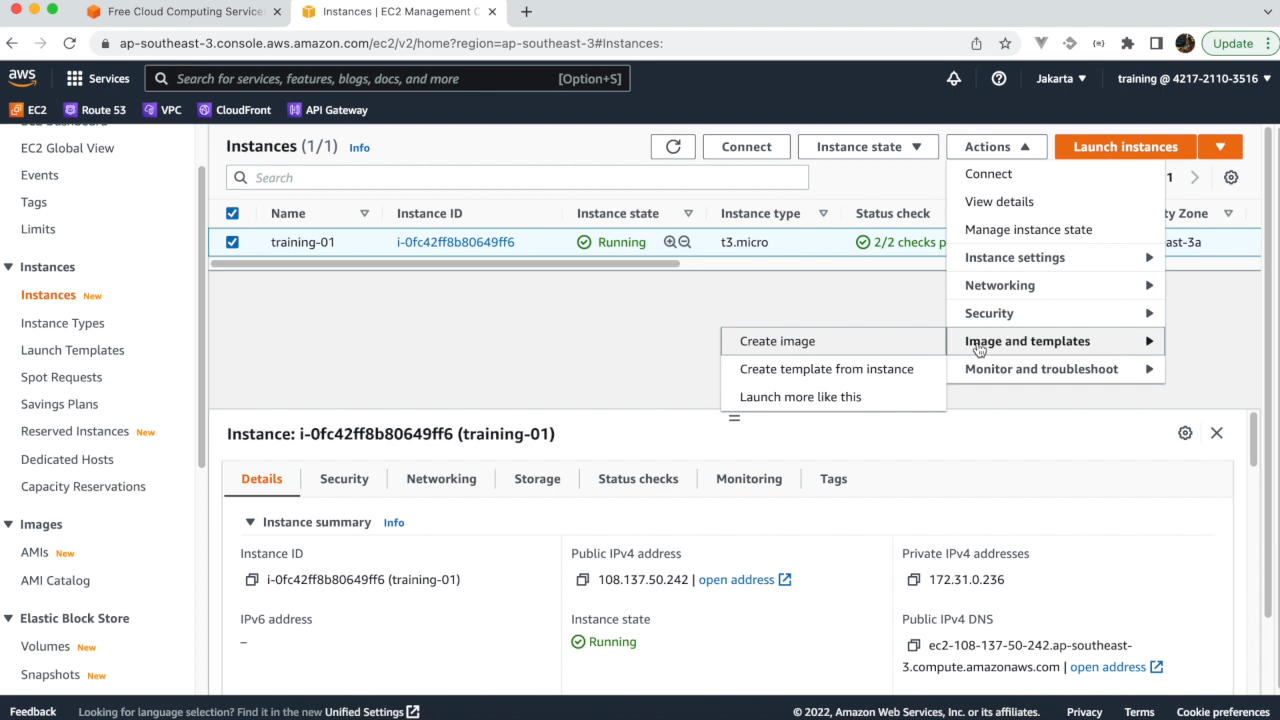 Free Cloud Computing Service
Instances | EC2 Management C
ap-southeast-3.console.aws.amazon.com/ec2/v2/home?region=ap-southeast-3#Instances:
Update
aws
Services
Search for services, features, blogs, docs, and more
[Option+S]
Jakarta
training @ 4217-2110-3516
EC2
Route 53
VPC
CloudFront
API Gateway
EC2 Dashboard
EC2 Global View
Events
Tags
Limits
Instances
Instances New
Instance Types
Launch Templates
Spot Requests
Savings Plans
Reserved Instances New
Dedicated Hosts
Capacity Reservations
Images
AMIs New
AMI Catalog
Elastic Block Store
Volumes New
Snapshots New
Instances (1/1) Info
Connect
Instance state
Actions
Launch instances
Search
1
Name
Instance ID
Instance state
Instance type
Status check
ty Zone
training-01
i-0fc42ff8b80649ff6
Running
t3.micro
2/2 checks p
ast-3a
Connect
View details
Manage instance state
Instance settings
Networking
Security
Image and templates
Monitor and troubleshoot
Create image
Create template from instance
Launch more like this
Instance: i-0fc42ff8b80649ff6 (training-01)
Details
Security
Networking
Storage
Status checks
Monitoring
Tags
Instance summary Info
Instance ID
i-0fc42ff8b80649ff6 (training-01)
Public IPv4 address
108.137.50.242 | open address
Private IPv4 addresses
172.31.0.236
IPv6 address
–
Instance state
Running
Public IPv4 DNS
ec2-108-137-50-242.ap-southeast-
3.compute.amazonaws.com | open address
Feedback
Looking for language selection? Find it in the new Unified Settings
© 2022, Amazon Web Services, Inc. or its affiliates.
Privacy
Terms
Cookie preferences